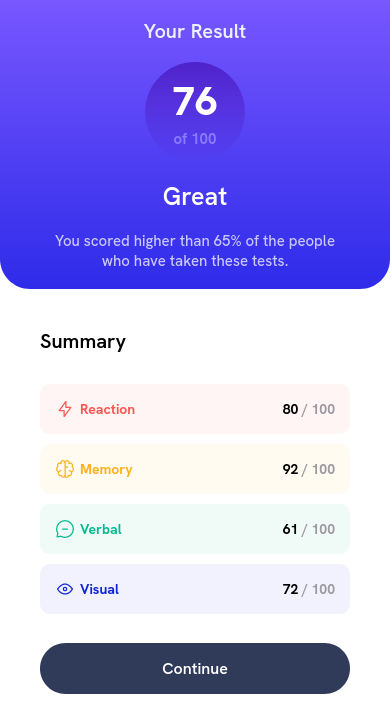 Your Result
76
of 100
Great
You scored higher than 65% of the people
who have taken these tests.
Summary
Reaction 80 / 100
Memory 92 / 100
Verbal 61 / 100
Visual 72 / 100
Continue